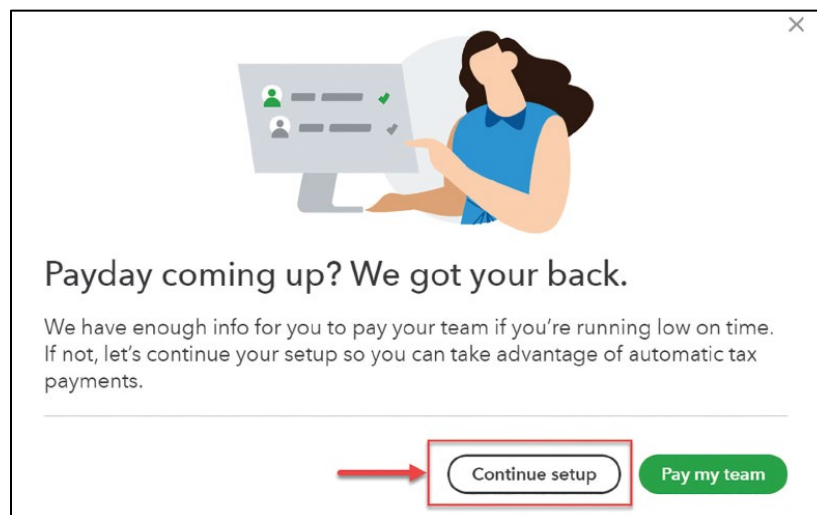 Payday coming up? We got your back.
We have enough info for you to pay your team if you’re running low on time.
If not, let’s continue your setup so you can take advantage of automatic tax
payments.
Continue setup
Pay my team